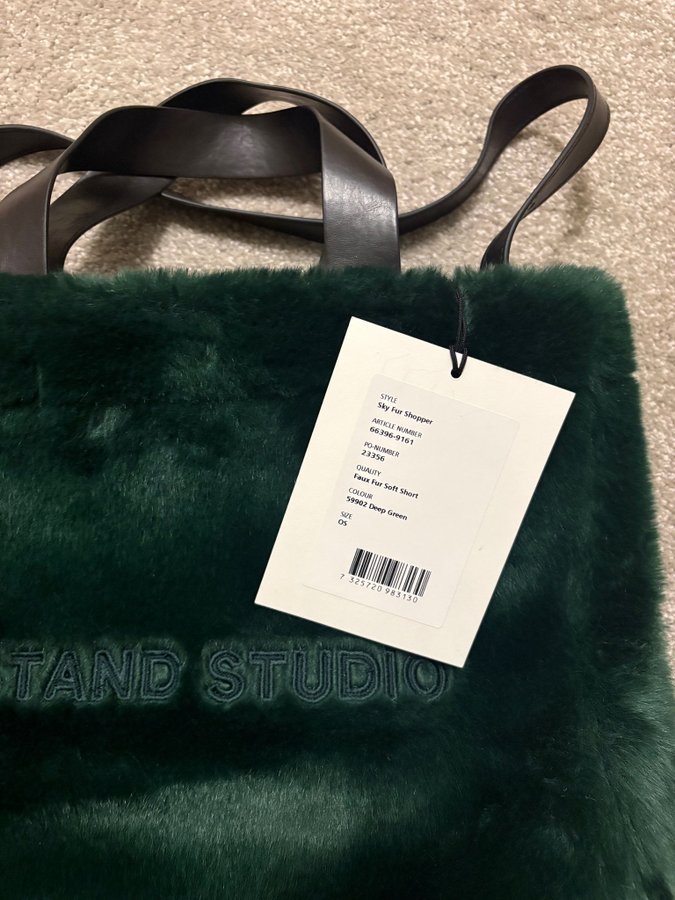 STYLE
Sky Fur Shopper
ARTICLE NUMBER
66396-9161
PO-NUMBER
23356
QUALITY
Faux Fur Soft Short
COLOUR
59902 Deep Green
SIZE
OS
7 325720 983130
TAND STUDIO